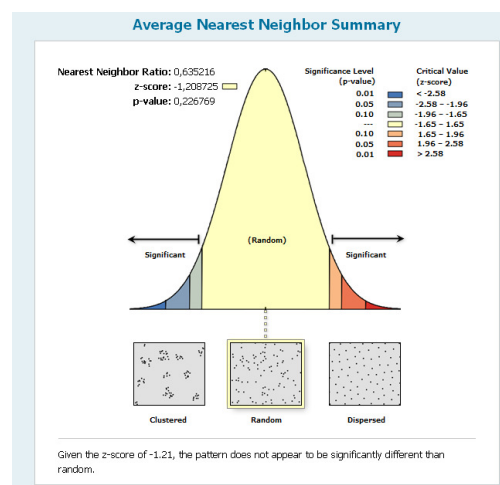 Average Nearest Neighbor Summary
Nearest Neighbor Ratio: 0,635216
z-score: -1,208725
p-value: 0,226769
Significance Level
(p-value)
Critical Value
(z-score)
0.01 < -2.58
0.05 -2.58 – -1.96
0.10 -1.96 – -1.65
--- -1.65 – 1.65
0.10 1.65 – 1.96
0.05 1.96 – 2.58
0.01 > 2.58
(Random)
Significant Significant
Clustered Random Dispersed
Given the z-score of -1.21, the pattern does not appear to be significantly different than
random.